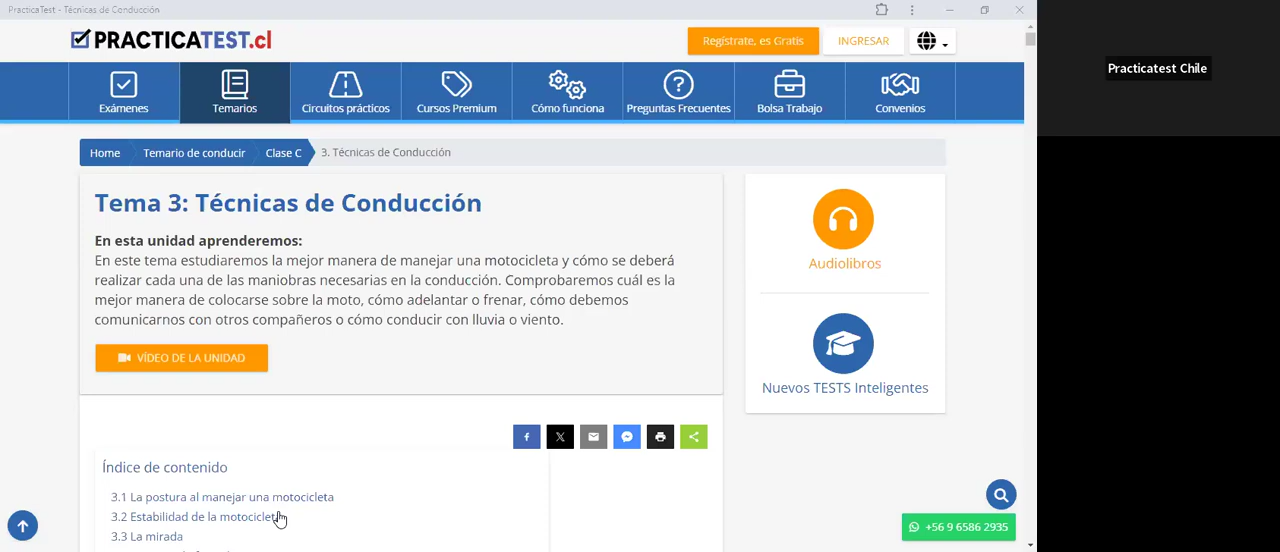 PracticaTest - Técnicas de Conducción
PRACTICATEST.cl
Regístrate, es Gratis
INGRESAR
Exámenes
Temarios
Circuitos prácticos
Cursos Premium
Cómo funciona
Preguntas Frecuentes
Bolsa Trabajo
Convenios
Practicatest Chile
Home
Temario de conducir
Clase C
3. Técnicas de Conducción
Tema 3: Técnicas de Conducción
En esta unidad aprenderemos:
En este tema estudiaremos la mejor manera de manejar una motocicleta y cómo se deberá
realizar cada una de las maniobras necesarias en la conducción. Comprobaremos cuál es la
mejor manera de colocarse sobre la moto, cómo adelantar o frenar, cómo debemos
comunicarnos con otros compañeros o cómo conducir con lluvia o viento.
VÍDEO DE LA UNIDAD
Audiolibros
Nuevos TESTS Inteligentes
Índice de contenido
3.1 La postura al manejar una motocicleta
3.2 Estabilidad de la motocicleta
3.3 La mirada
+56 9 6586 2935